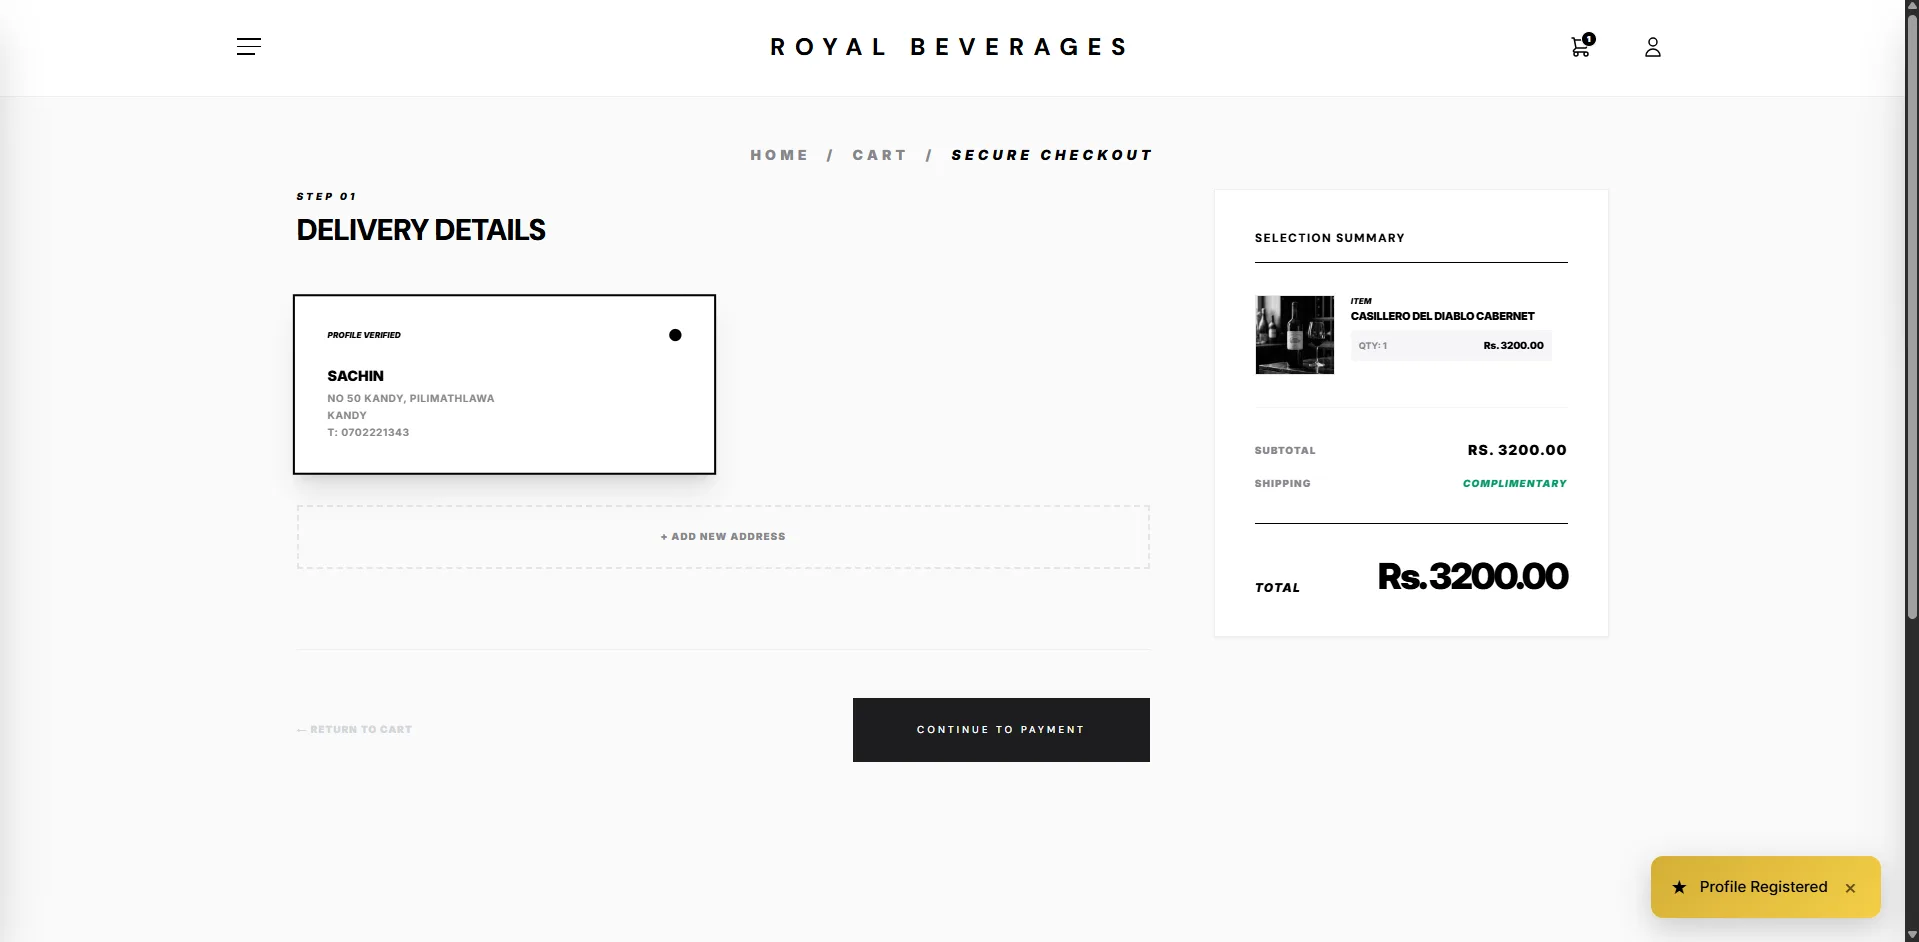 ROYAL BEVERAGES
1
HOME / CART / SECURE CHECKOUT
STEP 01
DELIVERY DETAILS
PROFILE VERIFIED
SACHIN
NO 50 KANDY, PILIMATHLAWA
KANDY
T: 0702221343
+ ADD NEW ADDRESS
← RETURN TO CART
CONTINUE TO PAYMENT
SELECTION SUMMARY
ITEM
CASILLERO DEL DIABLO CABERNET
QTY: 1 Rs. 3200.00
SUBTOTAL RS. 3200.00
SHIPPING COMPLIMENTARY
TOTAL Rs. 3200.00
★ Profile Registered ×